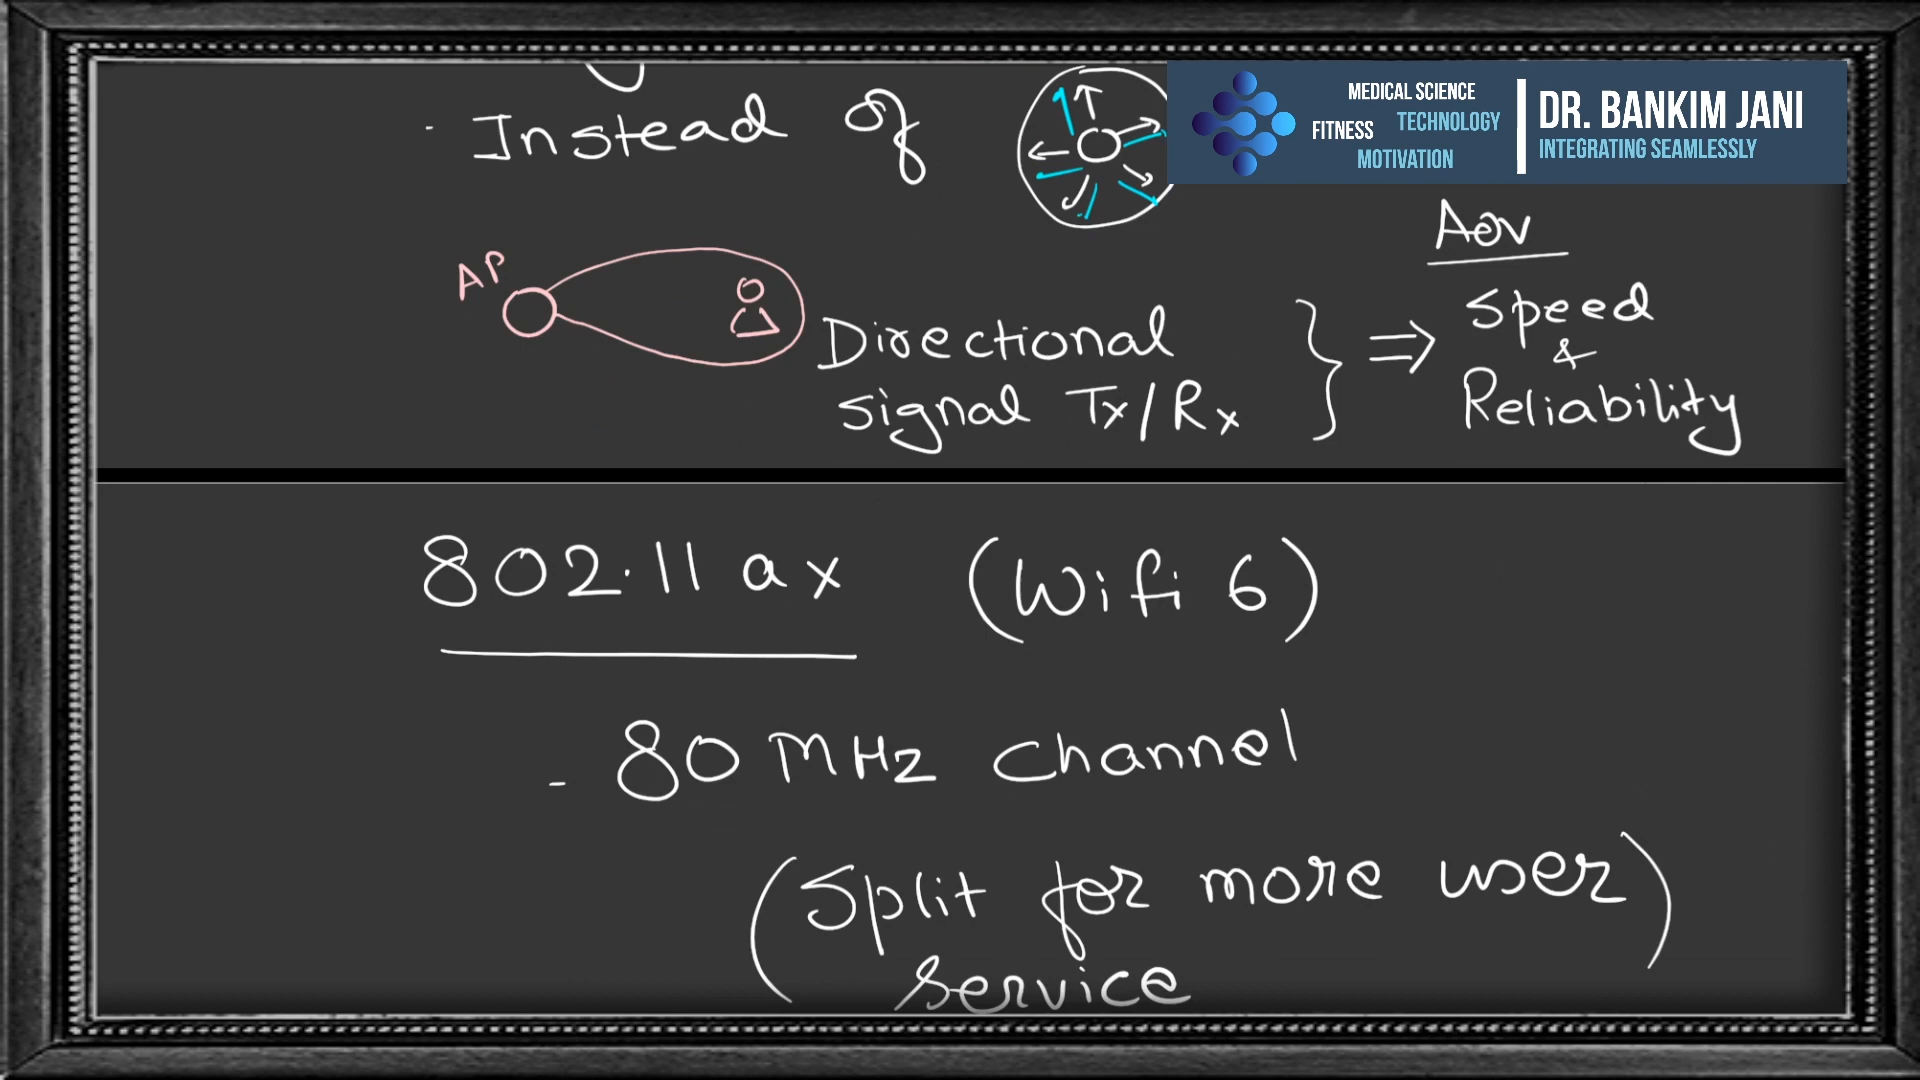 MEDICAL SCIENCE
FITNESS TECHNOLOGY
MOTIVATION
DR. BANKIM JANI
INTEGRATING SEAMLESSLY
Instead of
AP
Directional
signal Tx/Rx
⇒
Speed
&
Reliability
802.11 ax (Wifi 6)
- 80 MHz channel
(Split for more user)
service